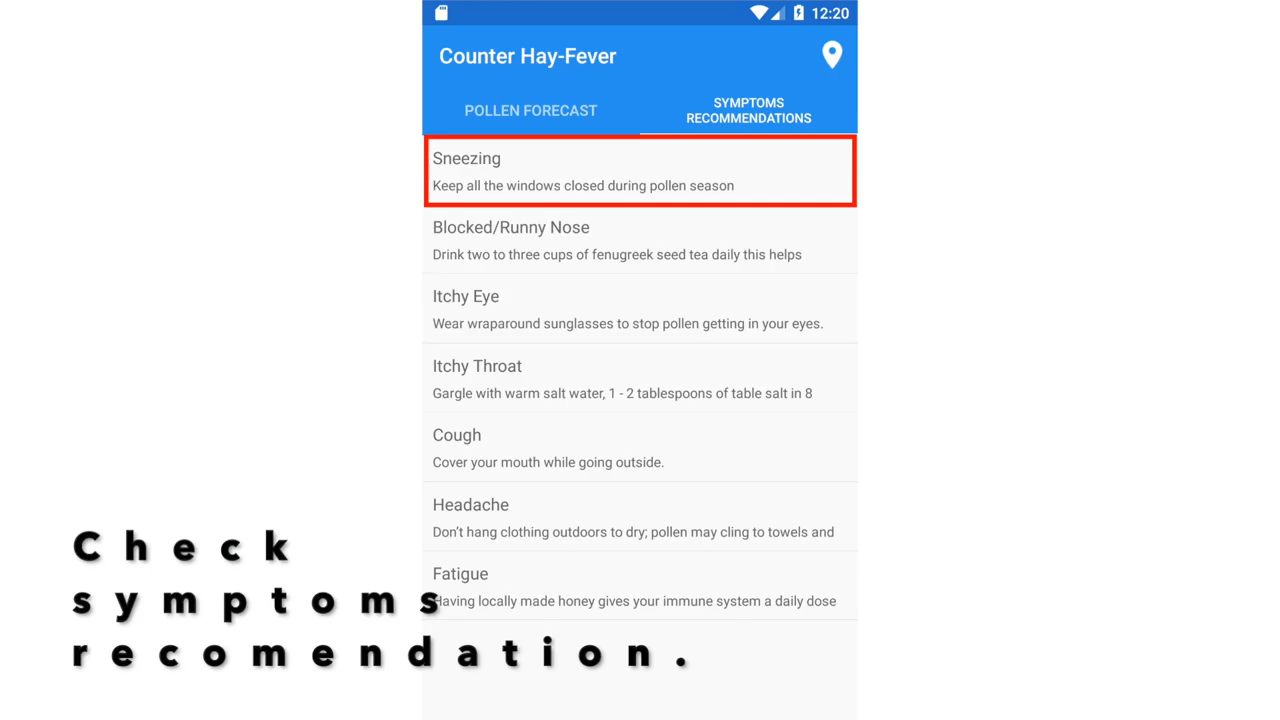 12:20
Counter Hay-Fever
POLLEN FORECAST
SYMPTOMS
RECOMMENDATIONS
Sneezing
Keep all the windows closed during pollen season
Blocked/Runny Nose
Drink two to three cups of fenugreek seed tea daily this helps
Itchy Eye
Wear wraparound sunglasses to stop pollen getting in your eyes.
Itchy Throat
Gargle with warm salt water, 1 - 2 tablespoons of table salt in 8
Cough
Cover your mouth while going outside.
Headache
Don't hang clothing outdoors to dry; pollen may cling to towels and
Fatigue
Having locally made honey gives your immune system a daily dose
Check
symptoms
recomendation.